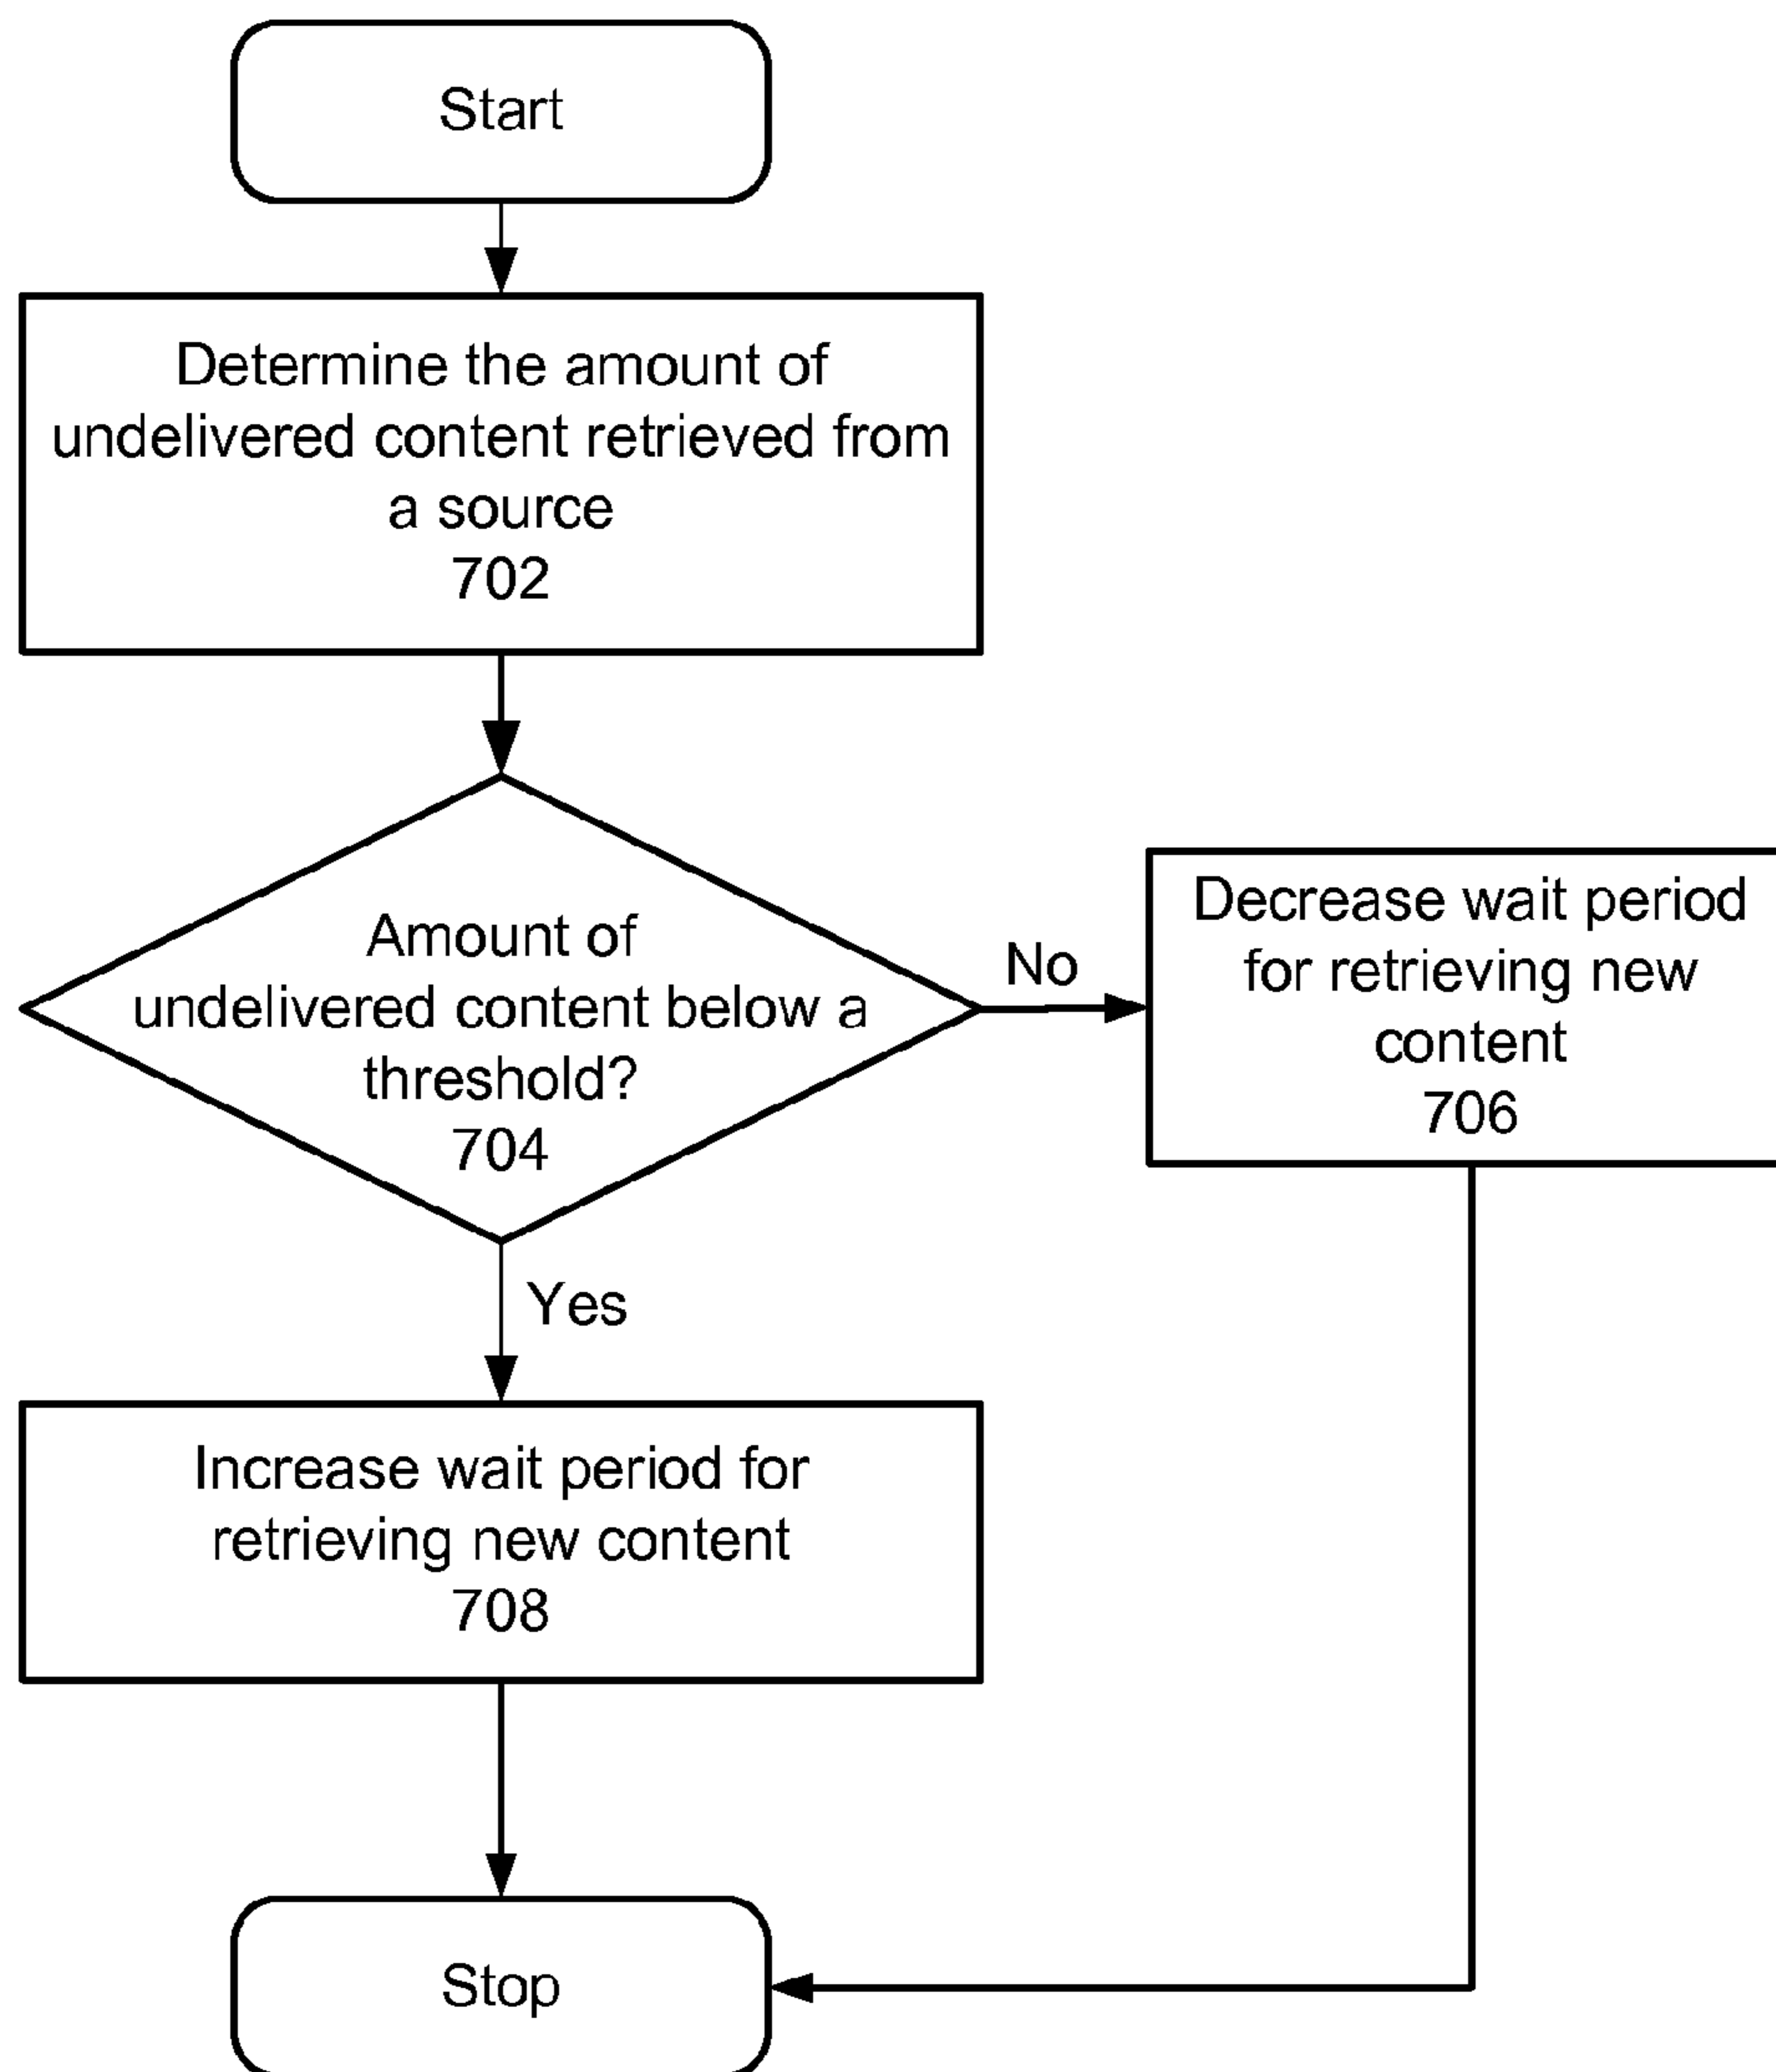 Start
Determine the amount of
undelivered content retrieved from
a source
702
Amount of
undelivered content below a
threshold?
704
No
Decrease wait period
for retrieving new
content
706
Yes
Increase wait period for
retrieving new content
708
Stop